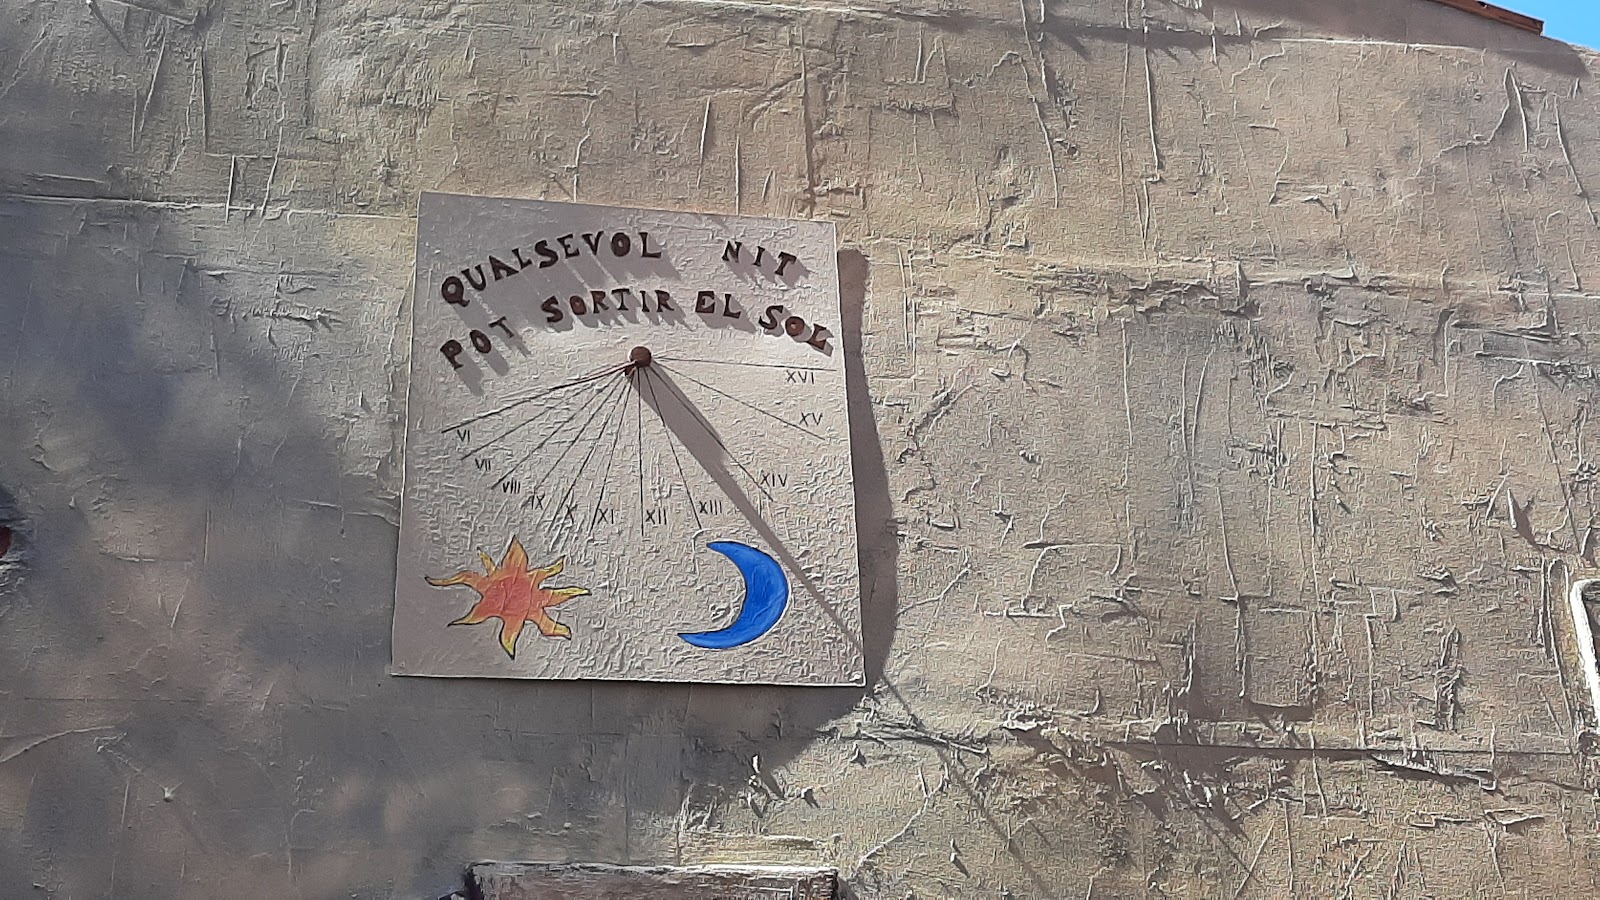 QUALSEVOL NIT
POT SORTIR EL SOL
VI
VII
VIII
IX
X
XI
XII
XIII
XIV
XV
XVI